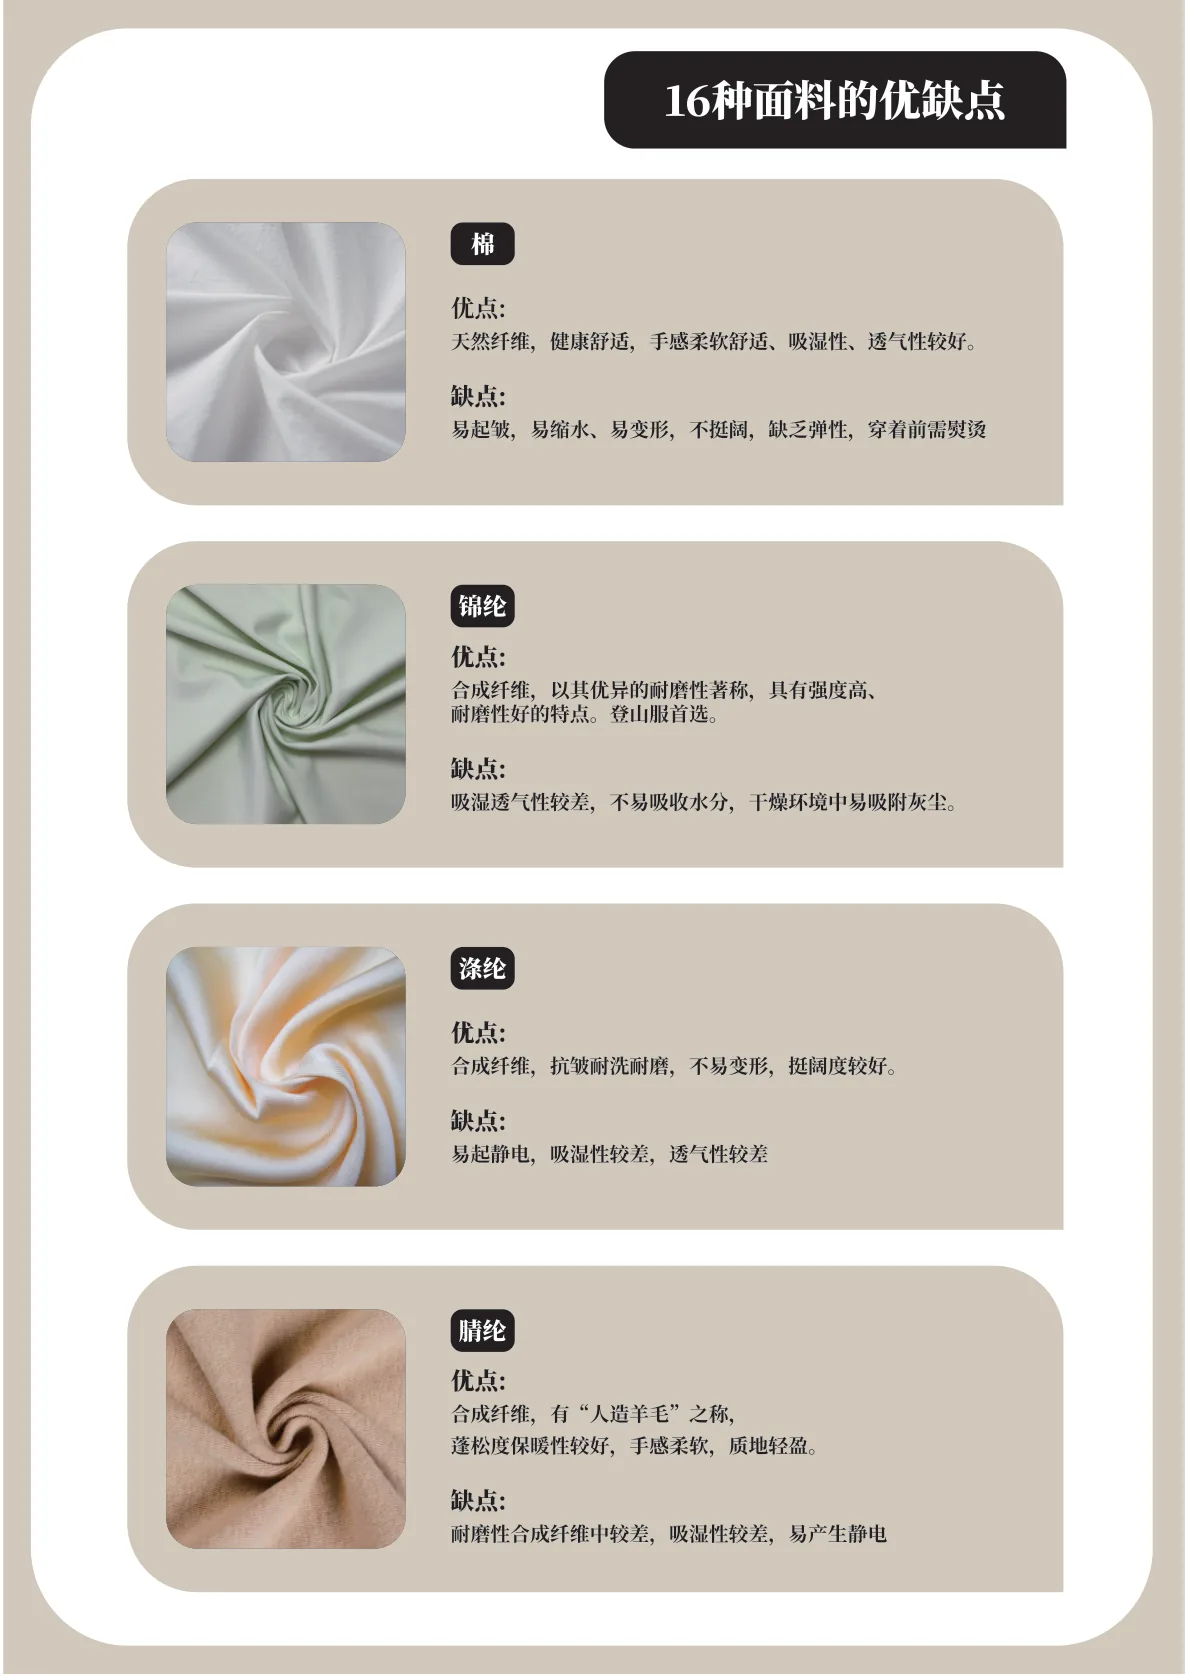 16种面料的优缺点
棉
优点:
天然纤维，健康舒适，手感柔软舒适、吸湿性、透气性较好。
缺点:
易起皱，易缩水、易变形，不挺阔，缺乏弹性，穿着前需熨烫
锦纶
优点:
合成纤维，以其优异的耐磨性著称，具有强度高、
耐磨性好的特点。登山服首选。
缺点:
吸湿透气性较差，不易吸收水分，干燥环境中易吸附灰尘。
涤纶
优点:
合成纤维，抗皱耐洗耐磨，不易变形，挺阔度较好。
缺点:
易起静电，吸湿性较差，透气性较差
腈纶
优点:
合成纤维，有“人造羊毛”之称，
蓬松度保暖性较好，手感柔软，质地轻盈。
缺点:
耐磨性合成纤维中较差，吸湿性较差，易产生静电